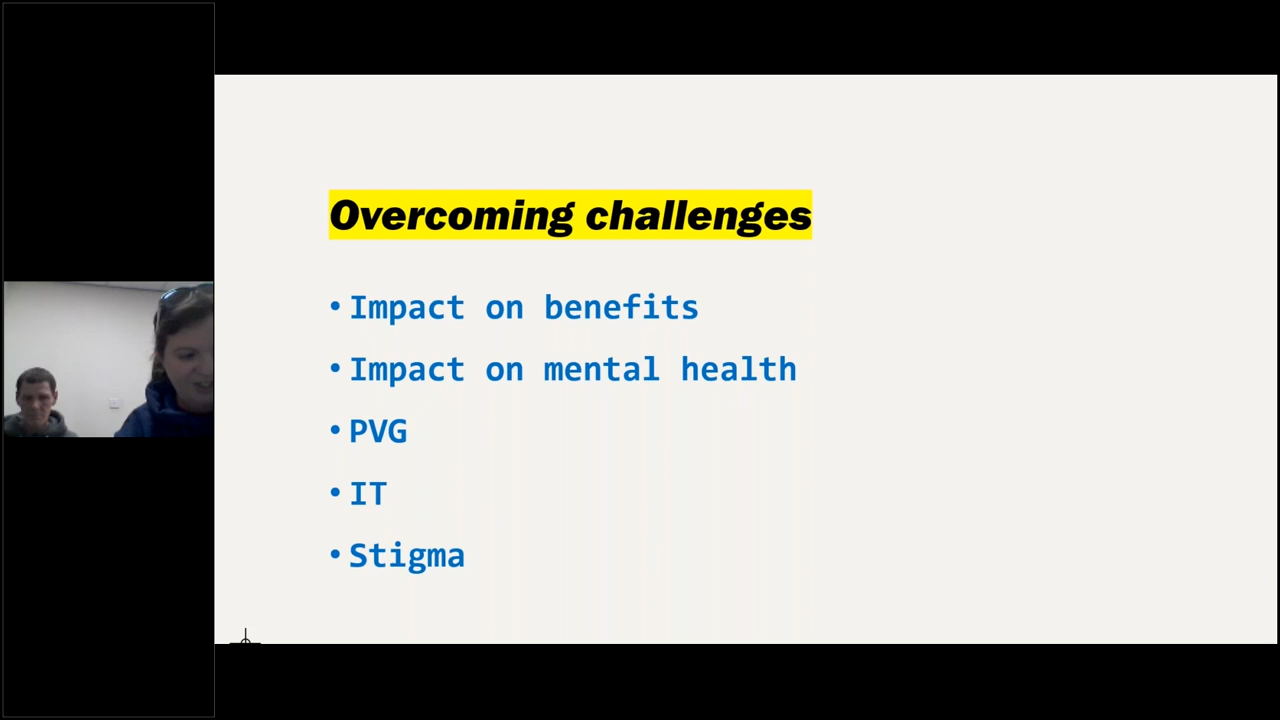 Overcoming challenges
• Impact on benefits
• Impact on mental health
• PVG
• IT
• Stigma